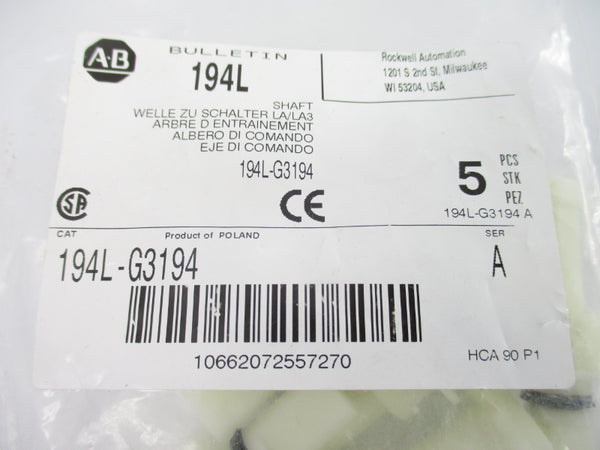 A-B
BULLETIN
194L
Rockwell Automation
1201 S 2nd St, Milwaukee
WI 53204, USA
SHAFT
WELLE ZU SCHALTER LA/LA3
ARBRE D ENTRAINEMENT
ALBERO DI COMANDO
EJE DI COMANDO
194L-G3194
5 PCS
STK
PEZ
194L-G3194 A
SA
CE
CAT
Product of POLAND
SER
194L-G3194
A
10662072557270
HCA 90 P1